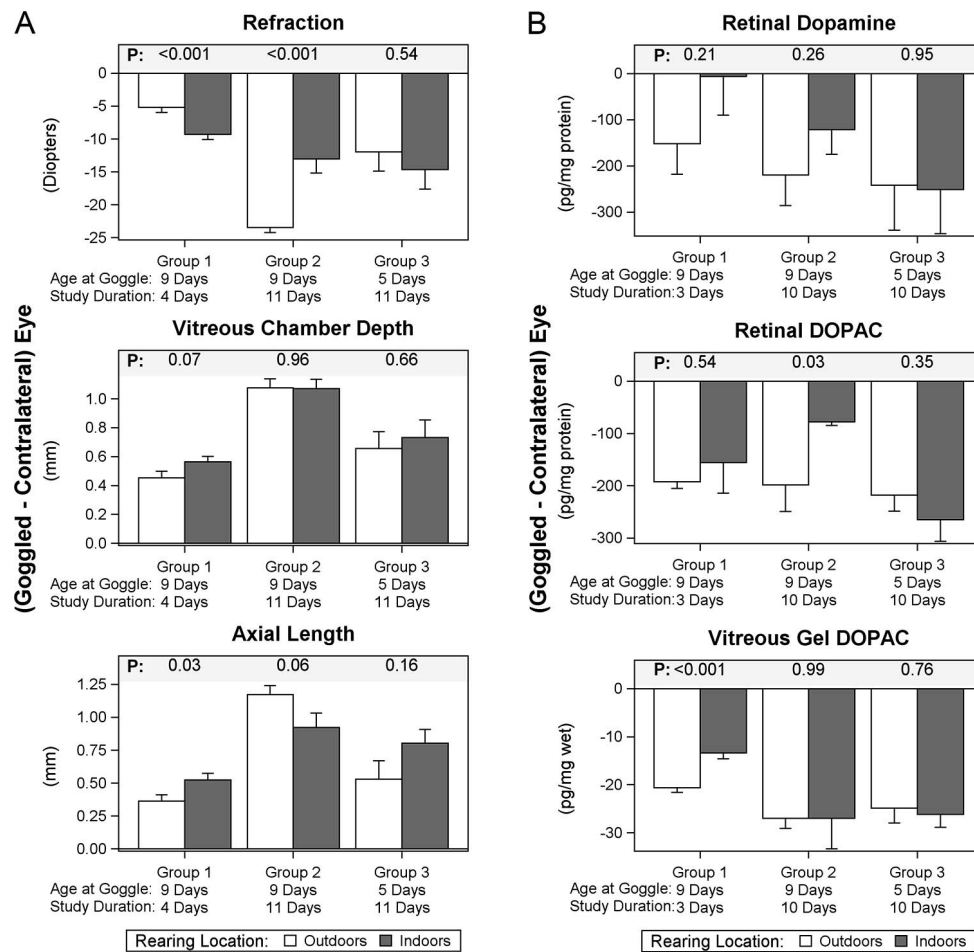 A
Refraction
P: <0.001 <0.001 0.54
0
-5
-10
-15
-20
-25
(Diopters)
Group 1 Group 2 Group 3
Age at Goggle: 9 Days 9 Days 5 Days
Study Duration: 4 Days 11 Days 11 Days
(Goggled - Contralateral) Eye
Vitreous Chamber Depth
P: 0.07 0.96 0.66
1.0
0.8
0.6
0.4
0.2
0.0
(mm)
Group 1 Group 2 Group 3
Age at Goggle: 9 Days 9 Days 5 Days
Study Duration: 4 Days 11 Days 11 Days
Axial Length
P: 0.03 0.06 0.16
1.25
1.00
0.75
0.50
0.25
0.00
(mm)
Group 1 Group 2 Group 3
Age at Goggle: 9 Days 9 Days 5 Days
Study Duration: 4 Days 11 Days 11 Days
Rearing Location: Outdoors Indoors
B
Retinal Dopamine
P: 0.21 0.26 0.95
0
-100
-200
-300
(pg/mg protein)
Group 1 Group 2 Group 3
Age at Goggle: 9 Days 9 Days 5 Days
Study Duration: 3 Days 10 Days 10 Days
(Goggled - Contralateral) Eye
Retinal DOPAC
P: 0.54 0.03 0.35
0
-100
-200
-300
(pg/mg protein)
Group 1 Group 2 Group 3
Age at Goggle: 9 Days 9 Days 5 Days
Study Duration: 3 Days 10 Days 10 Days
Vitreous Gel DOPAC
P: <0.001 0.99 0.76
0
-10
-20
-30
(pg/mg wet)
Group 1 Group 2 Group 3
Age at Goggle: 9 Days 9 Days 5 Days
Study Duration: 3 Days 10 Days 10 Days
Rearing Location: Outdoors Indoors